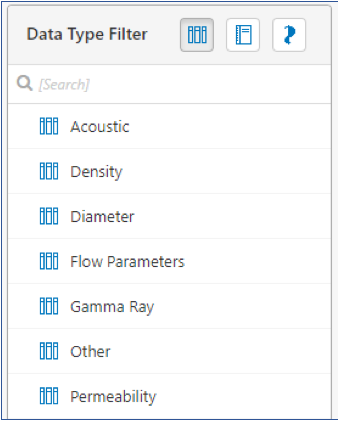 Data Type Filter
[Search]
Acoustic
Density
Diameter
Flow Parameters
Gamma Ray
Other
Permeability